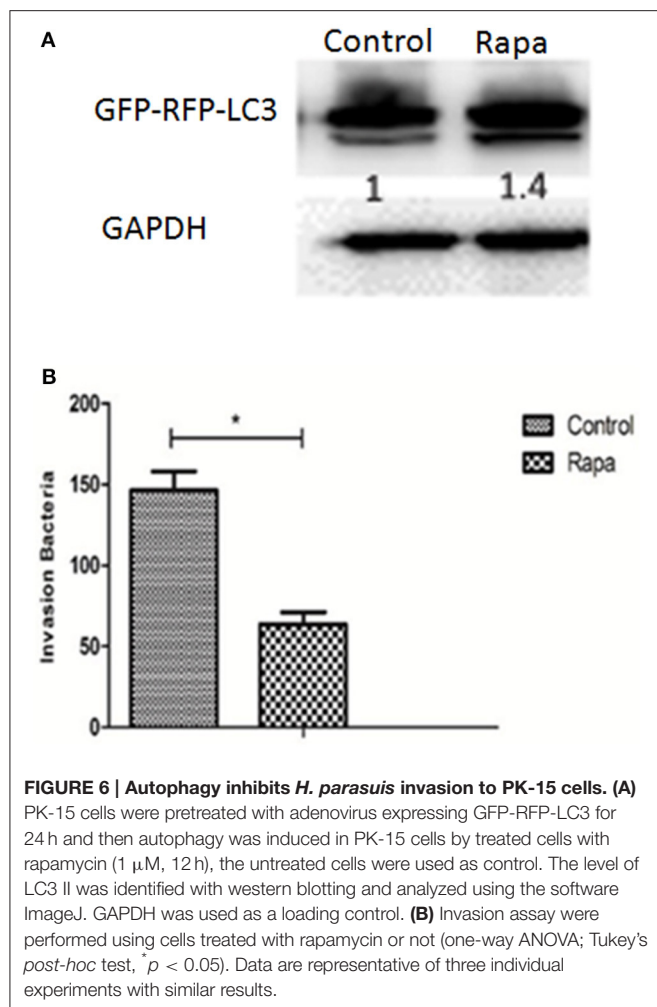 A
Control Rapa
GFP-RFP-LC3
1 1.4
GAPDH
B
200
150
100
50
0
Invasion Bacteria
*
Control
Rapa
FIGURE 6 | Autophagy inhibits H. parasuis invasion to PK-15 cells. (A)
PK-15 cells were pretreated with adenovirus expressing GFP-RFP-LC3 for
24 h and then autophagy was induced in PK-15 cells by treated cells with
rapamycin (1 μM, 12 h), the untreated cells were used as control. The level of
LC3 II was identified with western blotting and analyzed using the software
ImageJ. GAPDH was used as a loading control. (B) Invasion assay were
performed using cells treated with rapamycin or not (one-way ANOVA; Tukey's
post-hoc test, *p < 0.05). Data are representative of three individual
experiments with similar results.